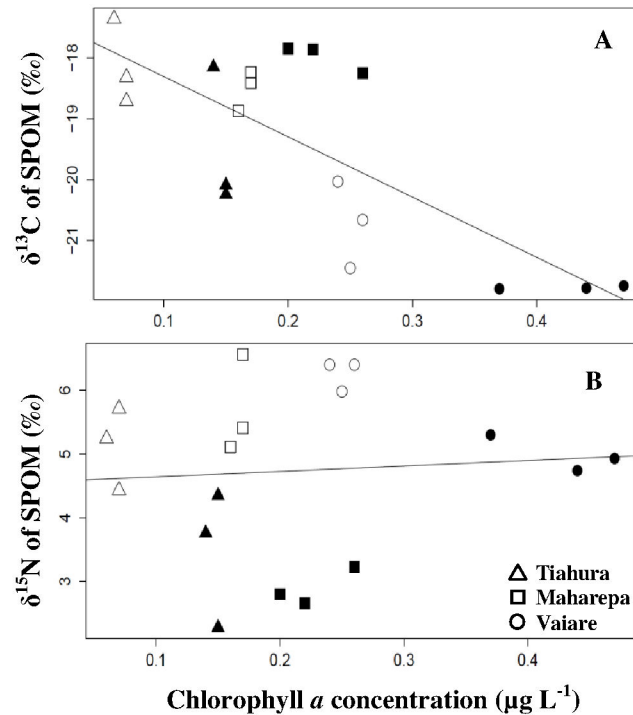 A
δ¹³C of SPOM (‰)
-18
-19
-20
-21
0.1 0.2 0.3 0.4
B
δ¹⁵N of SPOM (‰)
6
5
4
3
Tiahura
Maharepa
Vaiare
0.1 0.2 0.3 0.4
Chlorophyll a concentration (µg L⁻¹)